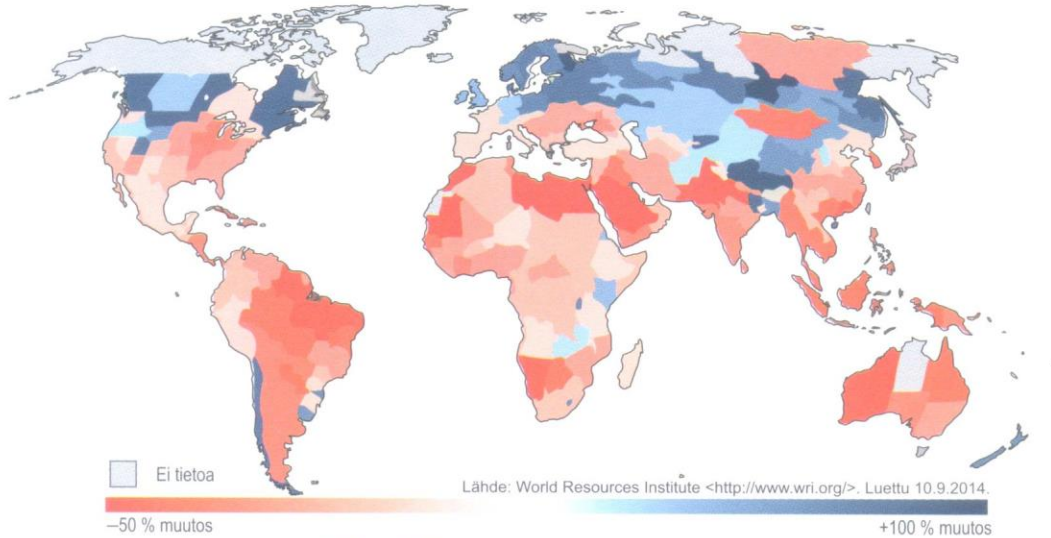 Ei tietoa
Lähde: World Resources Institute <http://www.wri.org/>. Luettu 10.9.2014.
–50 % muutos
+100 % muutos